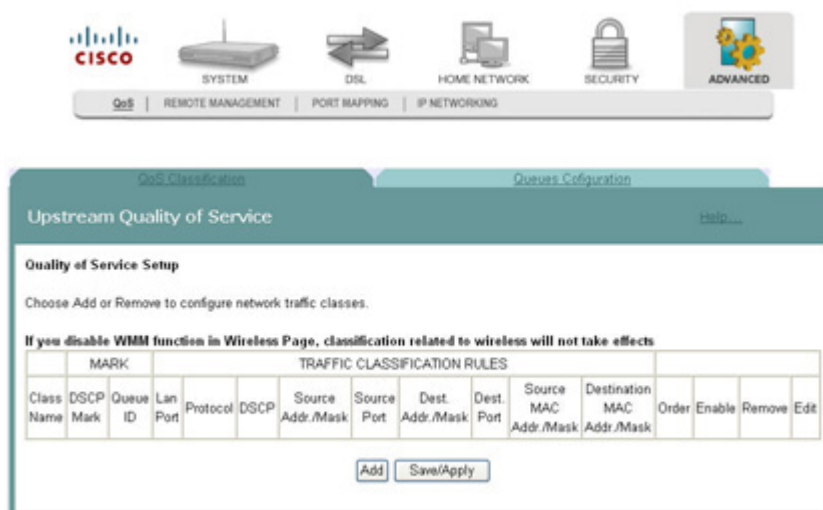 CISCO
SYSTEM
DSL
HOME NETWORK
SECURITY
ADVANCED
QoS | REMOTE MANAGEMENT | PORT MAPPING | IP NETWORKING
QoS Classification
Queues Cofiguration
Upstream Quality of Service
Help...
Quality of Service Setup
Choose Add or Remove to configure network traffic classes.
If you disable WMM function in Wireless Page, classification related to wireless will not take effects
MARK
TRAFFIC CLASSIFICATION RULES
Class Name
DSCP Mark
Queue ID
Lan Port
Protocol
DSCP
Source Addr./Mask
Source Port
Dest. Addr./Mask
Dest. Port
Source MAC Addr./Mask
Destination MAC Addr./Mask
Order
Enable
Remove
Edit
Add
Save/Apply